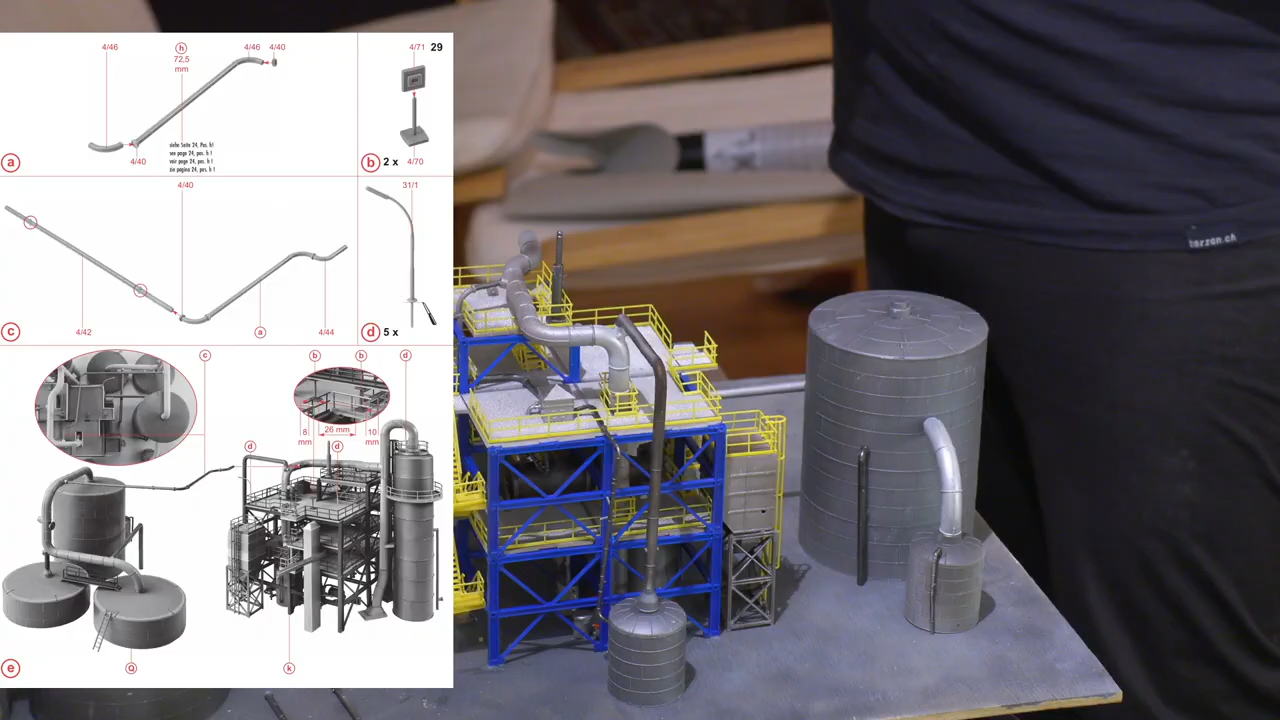 4/46
h
72,5
mm
4/46
4/40
4/40
siehe Seite 24, Pos. h!
see page 24, pos. h !
voir page 24, pos. h !
zie pagina 24, pos. h !
a
4/71
29
b
2 x
4/70
4/40
4/42
a
4/44
c
31/1
d
5 x
c
b
b
d
8
mm
26 mm
10
mm
d
d
e
Q
k
bazzon.ch